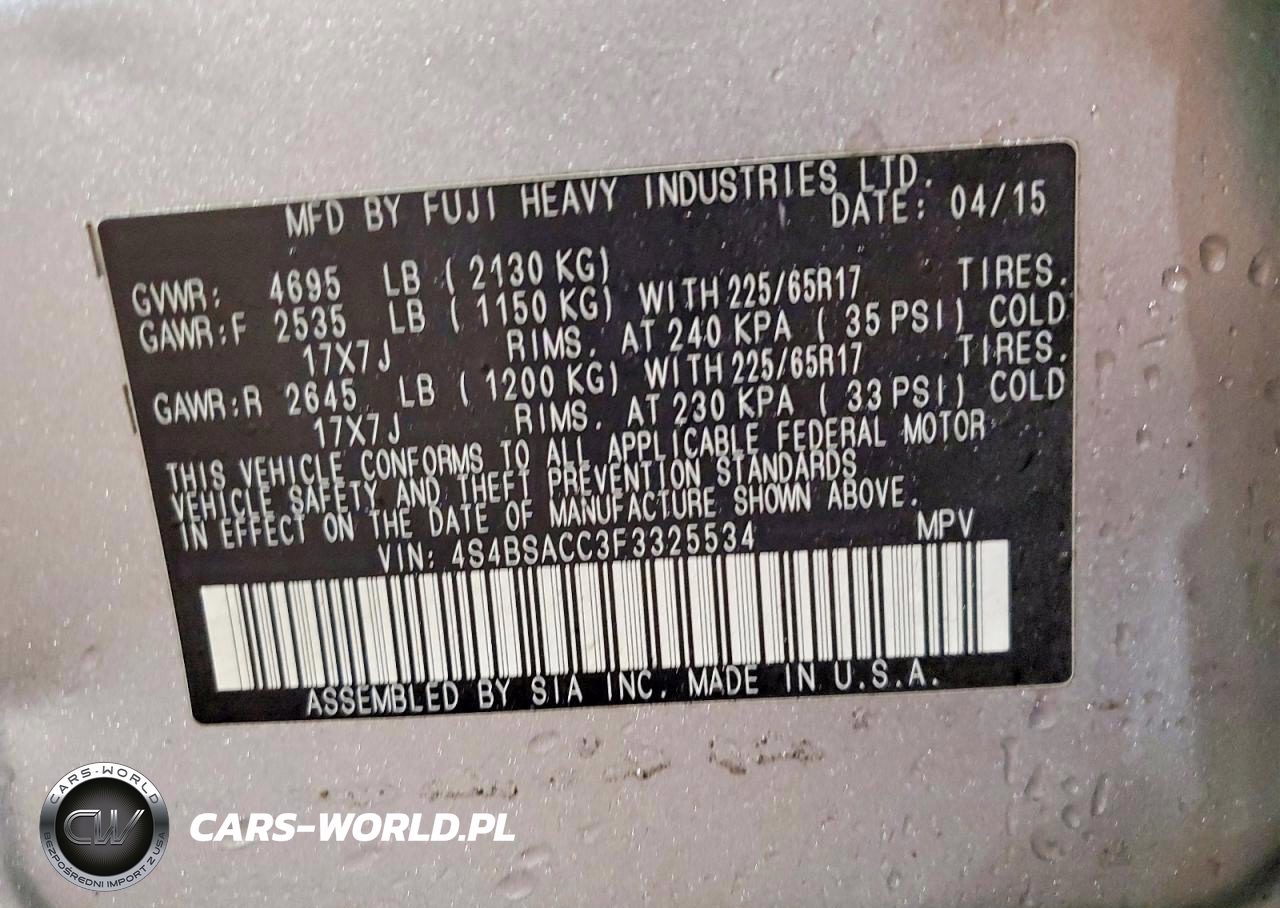 MFD BY FUJI HEAVY INDUSTRIES LTD.
DATE: 04/15
GVWR: 4695 LB ( 2130 KG)
GAWR:F 2535 LB ( 1150 KG) WITH 225/65R17 TIRES.
17X7J RIMS. AT 240 KPA ( 35 PSI) COLD
GAWR:R 2645 LB ( 1200 KG) WITH 225/65R17 TIRES.
17X7J RIMS. AT 230 KPA ( 33 PSI) COLD
THIS VEHICLE CONFORMS TO ALL APPLICABLE FEDERAL MOTOR
VEHICLE SAFETY AND THEFT PREVENTION STANDARDS
IN EFFECT ON THE DATE OF MANUFACTURE SHOWN ABOVE.
VIN: 4S4BSACC3F3325534 MPV
ASSEMBLED BY SIA INC. MADE IN U.S.A.
CARS-WORLD
CW
BEZPOŚREDNI IMPORT Z USA
CARS-WORLD.PL